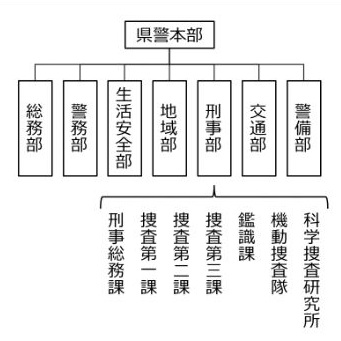 県警本部
総務部
警務部
生活安全部
地域部
刑事部
交通部
警備部
刑事総務課
捜査第一課
捜査第二課
捜査第三課
鑑識課
機動捜査隊
科学捜査研究所